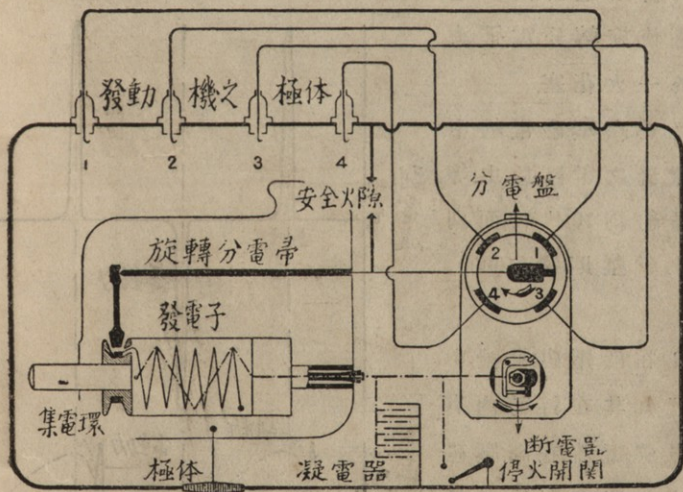 發動 機之 極体
1 2 3 4
安全火隙
分電盤
旋轉分電帚
2 1
4 3
發電子
集電環
極体
凝電器
断電器
停火開関